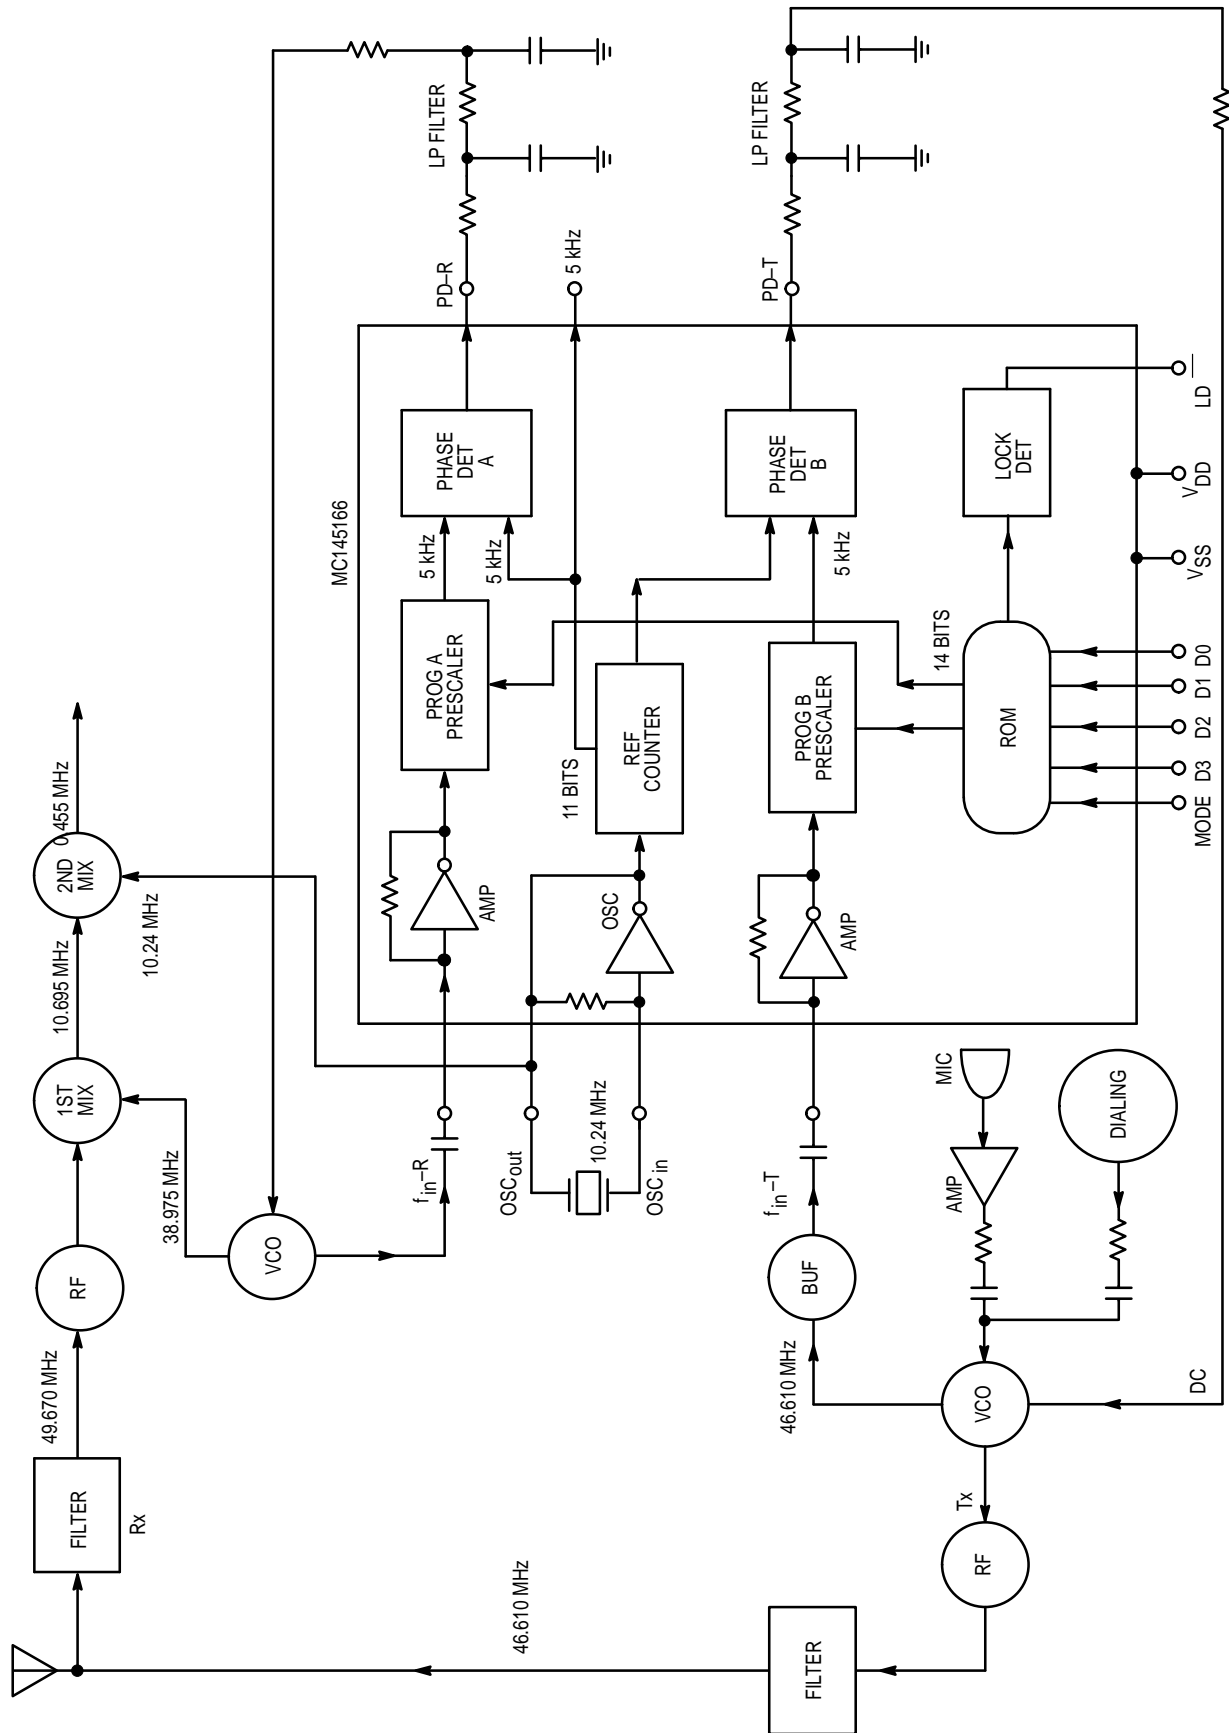 FILTER
Rx
49.670 MHz
RF
1ST
MIX
10.695 MHz
2ND
MIX
0.455 MHz
38.975 MHz
10.24 MHz
VCO
f in–R
AMP
PROG A
PRESCALER
5 kHz
5 kHz
PHASE
DET
A
PD–R
LP FILTER
MC145166
OSCout
10.24 MHz
OSC in
OSC
11 BITS
REF
COUNTER
5 kHz
46.610 MHz
FILTER
46.610 MHz
BUF
f in–T
AMP
PROG B
PRESCALER
5 kHz
PHASE
DET
B
PD–T
LP FILTER
RF
Tx
VCO
DC
AMP
MIC
DIALING
14 BITS
ROM
LOCK
DET
MODE
D3
D2
D1
D0
VSS
VDD
LD